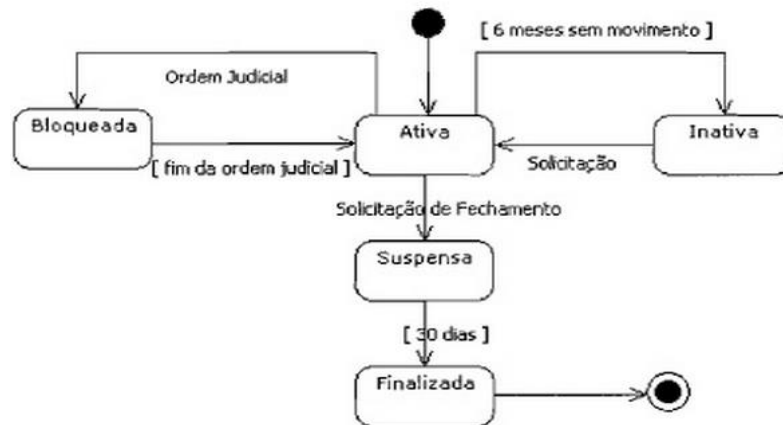 [ 6 meses sem movimento ]
Ordem Judicial
Bloqueada
Ativa
Inativa
[ fim da ordem judicial ]
Solicitação
Solicitação de Fechamento
Suspensa
[ 30 dias ]
Finalizada